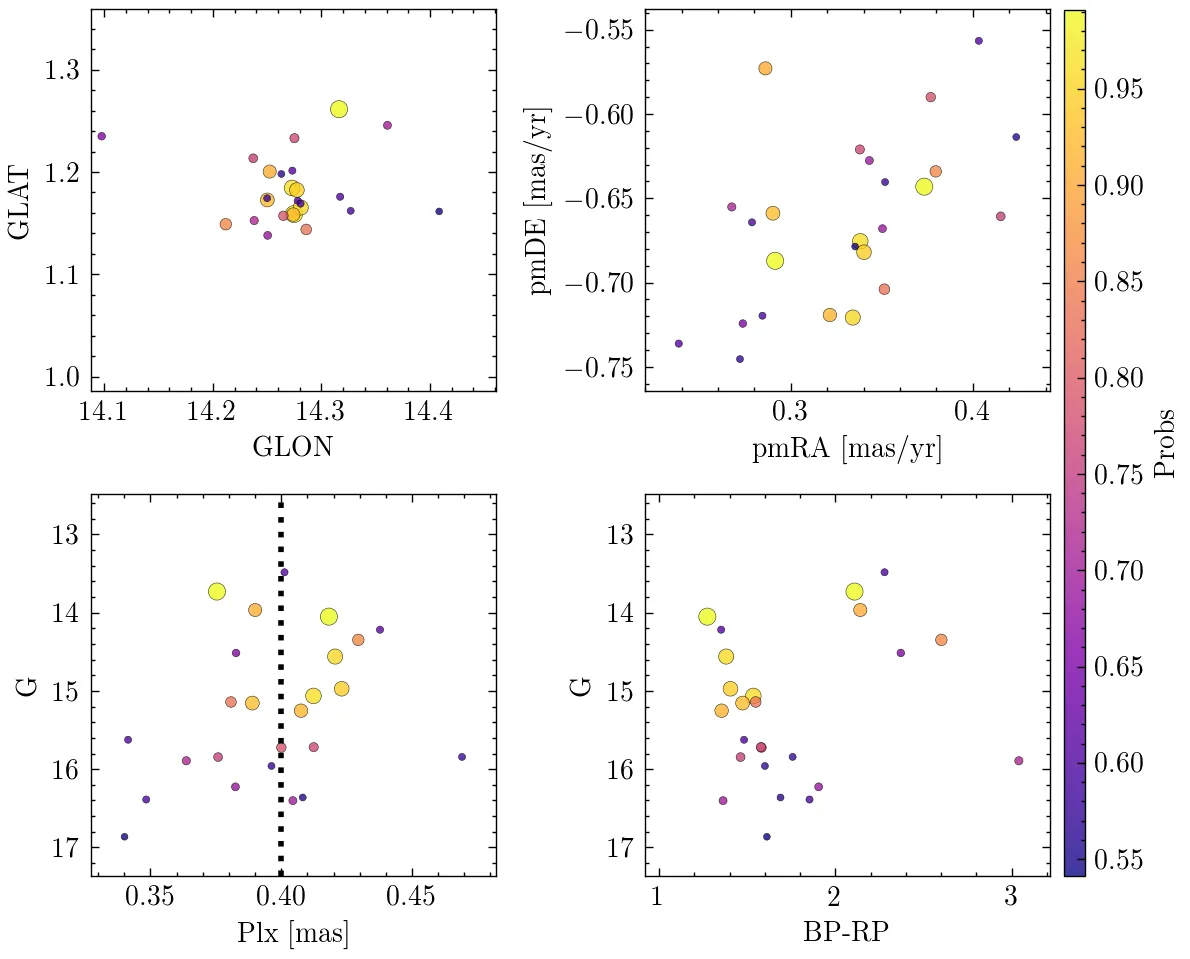 1.3
1.2
1.1
1.0
GLAT
14.1 14.2 14.3 14.4
GLON
−0.55
−0.60
−0.65
−0.70
−0.75
pmDE [mas/yr]
0.3 0.4
pmRA [mas/yr]
13
14
15
16
17
G
0.35 0.40 0.45
Plx [mas]
13
14
15
16
17
G
1 2 3
BP-RP
0.95
0.90
0.85
0.80
0.75
0.70
0.65
0.60
0.55
Probs